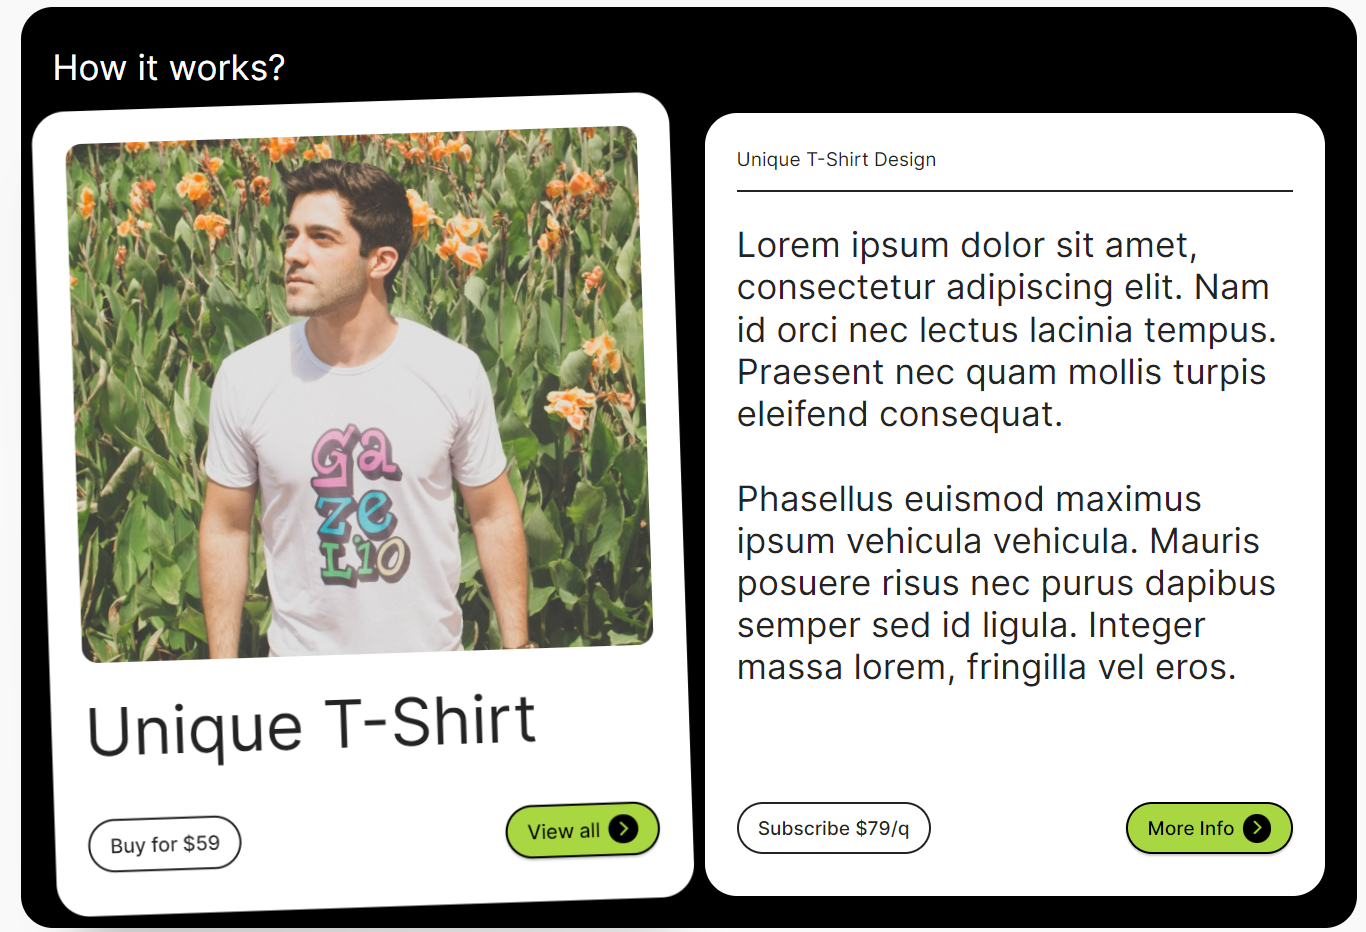 How it works?
ga
ze
Lio
Unique T-Shirt
Buy for $59
View all
Unique T-Shirt Design
Lorem ipsum dolor sit amet,
consectetur adipiscing elit. Nam
id orci nec lectus lacinia tempus.
Praesent nec quam mollis turpis
eleifend consequat.
Phasellus euismod maximus
ipsum vehicula vehicula. Mauris
posuere risus nec purus dapibus
semper sed id ligula. Integer
massa lorem, fringilla vel eros.
Subscribe $79/q
More Info